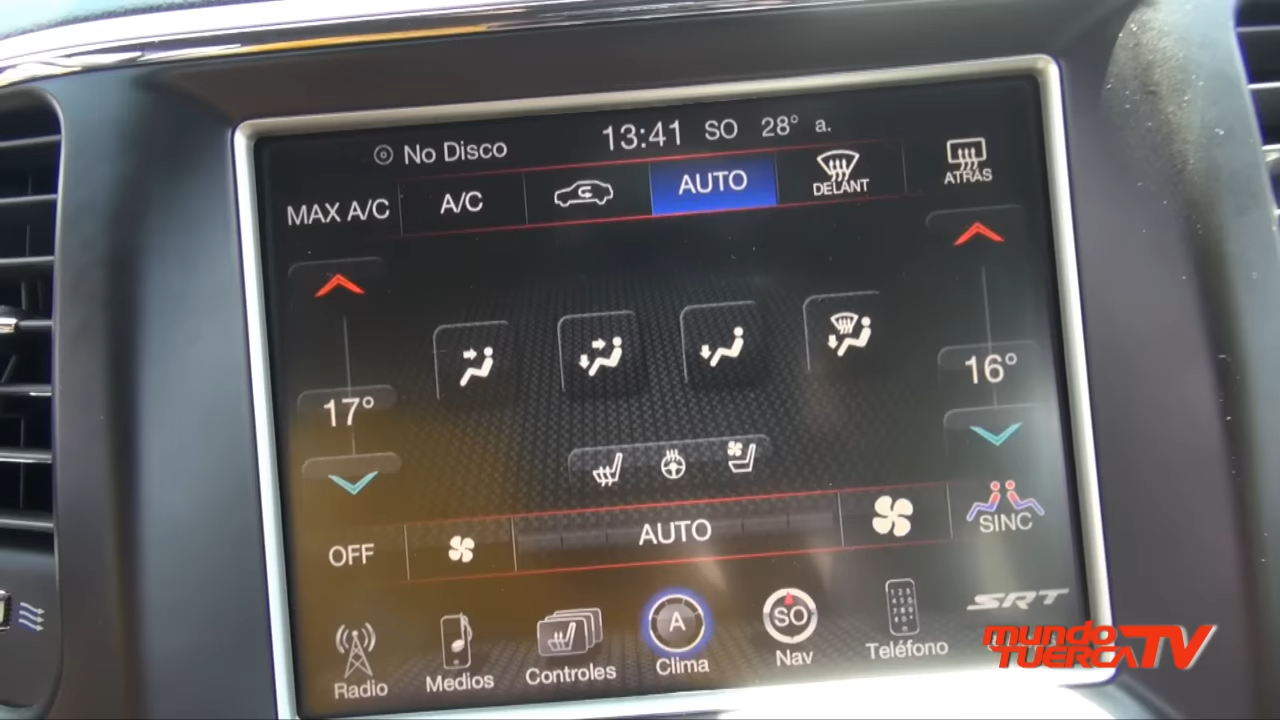 No Disco 13:41 SO 28° a.
MAX A/C A/C AUTO DELANT ATRÁS
17° 16°
OFF AUTO SINC
A SO SRT
Radio Medios Controles Clima Nav Teléfono
mundo
TUERCA TV